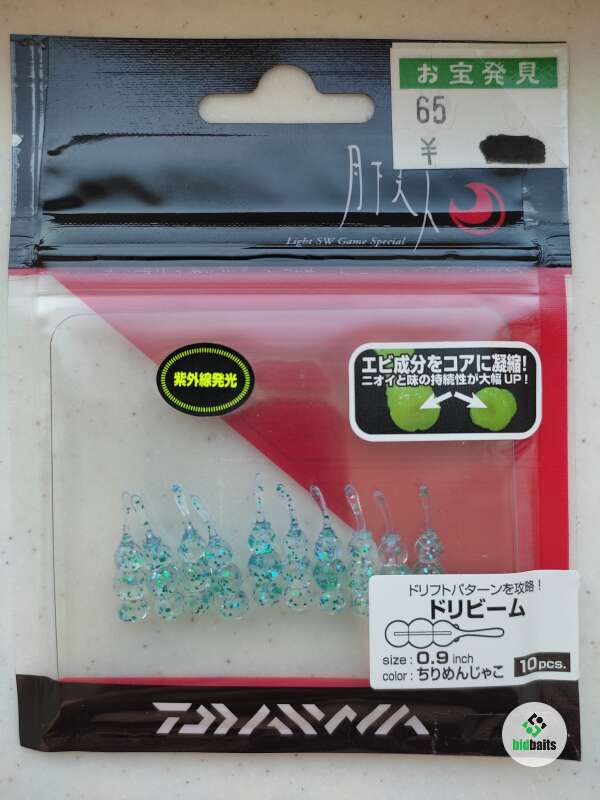 お宝発見
65
¥
月下美人
Light SW Game Special
紫外線発光
エビ成分をコアに凝縮!
ニオイと味の持続性が大幅UP!
ドリフトパターンを攻略!
ドリビーム
size : 0.9 inch
color : ちりめんじゃこ
10pcs.
DAIWA
bidbaits